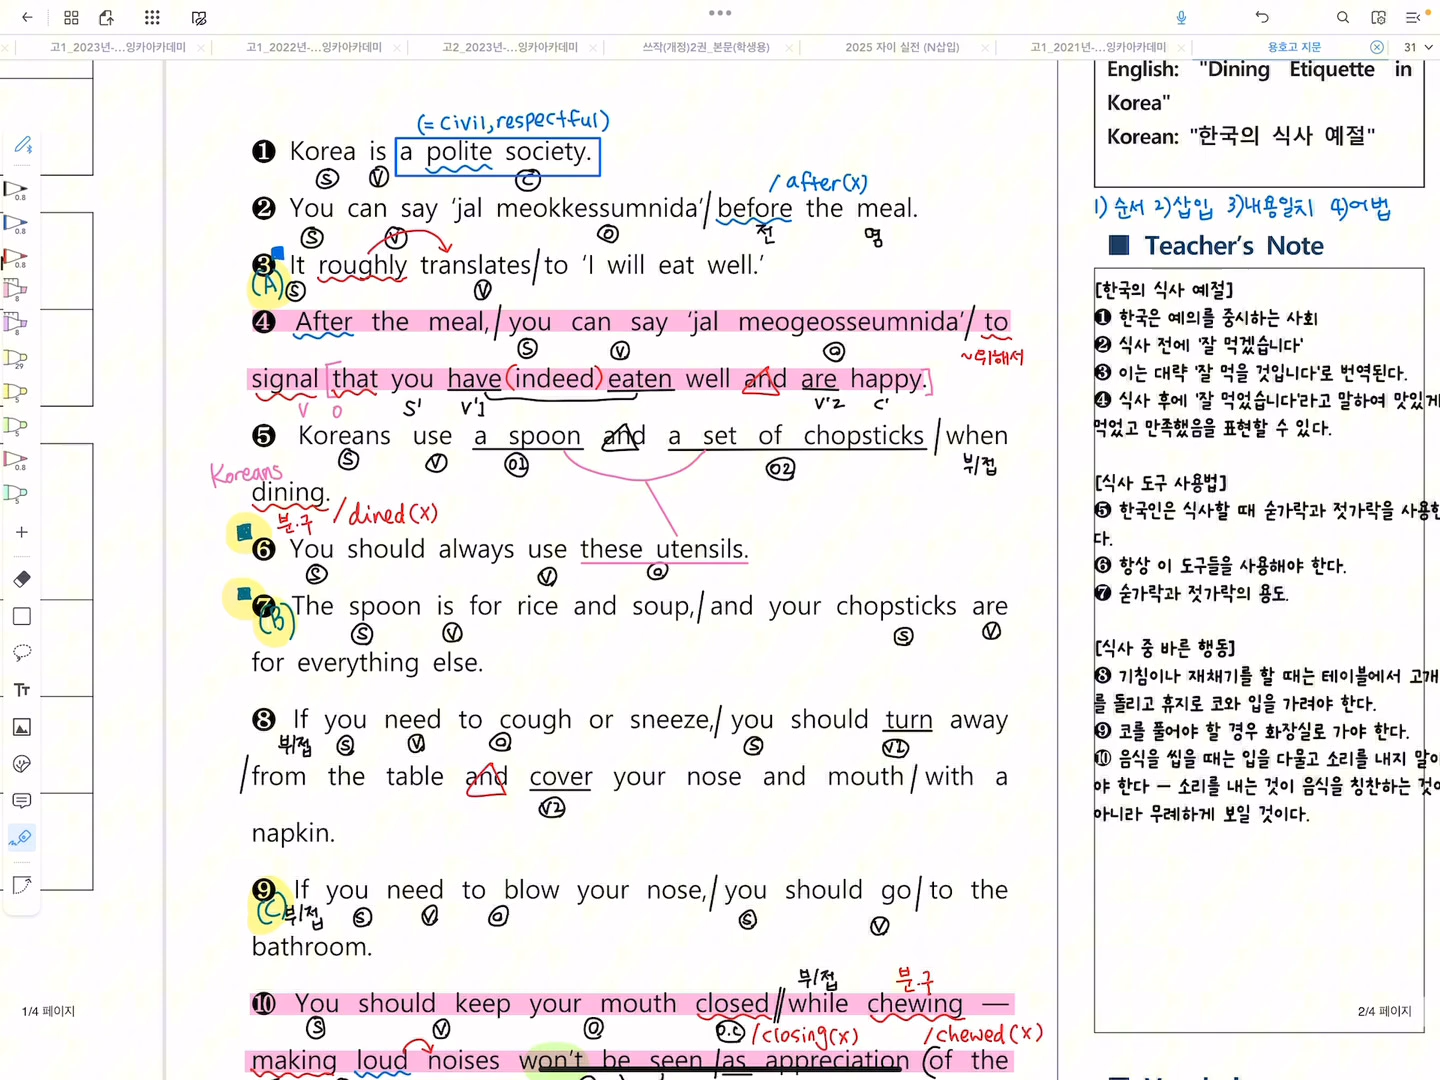 고1_2023년-...잉카아카데미
고1_2022년-...잉카아카데미
고2_2023년-...잉카아카데미
쓰작(개정)2권_본문(학생용)
2025 자이 실전 (N삽입)
고1_2021년-...잉카아카데미
용호고 지문
31
(= civil, respectful)
❶ Korea is a polite society.
S V C
/ after(x)
❷ You can say ‘jal meokkessumnida’/ before the meal.
S V O 전 명
❸ It roughly translates/ to ‘I will eat well.’
(A) S V
❹ After the meal,/ you can say ‘jal meogeosseumnida’/ to
S V O ~위해서
signal [that you have (indeed) eaten well and are happy.]
V O S' V'1 V'2 C'
❺ Koreans use a spoon and a set of chopsticks / when
S V O1 O2 부/접
Koreans
dining.
분.구 / dined(x)
❻ You should always use these utensils.
S V O
❼ The spoon is for rice and soup,/ and your chopsticks are
(B) S V S V
for everything else.
❽ If you need to cough or sneeze,/ you should turn away
부/접 S V O S V1
/from the table and cover your nose and mouth/ with a
V2
napkin.
❾ If you need to blow your nose,/ you should go/ to the
(C) 부/접 S V O S V
bathroom.
부/접 분.구
❿ You should keep your mouth closed//while chewing —
S V O O.C /closing(x) /chewed(x)
making loud noises won't be seen /as appreciation (of the
English: "Dining Etiquette in
Korea"
Korean: "한국의 식사 예절"
1) 순서 2)삽입 3)내용일치 4)어법
Teacher's Note
[한국의 식사 예절]
❶ 한국은 예의를 중시하는 사회
❷ 식사 전에 '잘 먹겠습니다'
❸ 이는 대략 '잘 먹을 것입니다'로 번역된다.
❹ 식사 후에 '잘 먹었습니다'라고 말하여 맛있게
먹었고 만족했음을 표현할 수 있다.
[식사 도구 사용법]
❺ 한국인은 식사할 때 숟가락과 젓가락을 사용한
다.
❻ 항상 이 도구들을 사용해야 한다.
❼ 숟가락과 젓가락의 용도.
[식사 중 바른 행동]
❽ 기침이나 재채기를 할 때는 테이블에서 고개
를 돌리고 휴지로 코와 입을 가려야 한다.
❾ 코를 풀어야 할 경우 화장실로 가야 한다.
❿ 음식을 씹을 때는 입을 다물고 소리를 내지 말아
야 한다 — 소리를 내는 것이 음식을 칭찬하는 것이
아니라 무례하게 보일 것이다.
1/4 페이지
2/4 페이지
0.8
0.8
0.8
8
8
29
5
5
0.8
5
Tт